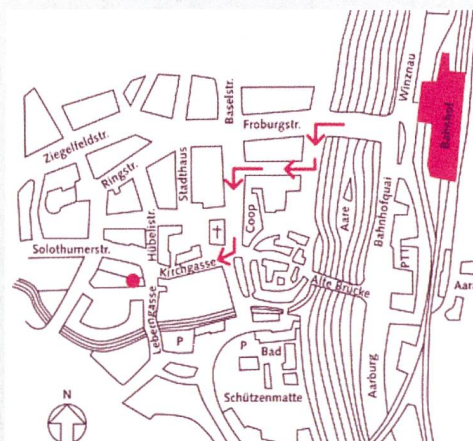 Winznau
Bahnhof
Baselstr.
Froburgstr.
Ziegelfeldstr.
Ringstr.
Stadthaus
Hübelistr.
Coop
Aare
Bahnhofquai
PTT
Solothurnerstr.
Kirchgasse
Alte Brücke
Aara
Leberngasse
P
P
Bad
Aarburg
Schützenmatte
N